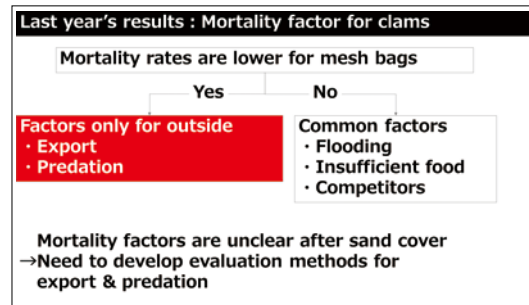 Last year's results : Mortality factor for clams
Mortality rates are lower for mesh bags
Yes No
Factors only for outside
・Export
・Predation
Common factors
・Flooding
・Insufficient food
・Competitors
Mortality factors are unclear after sand cover
→Need to develop evaluation methods for
export & predation